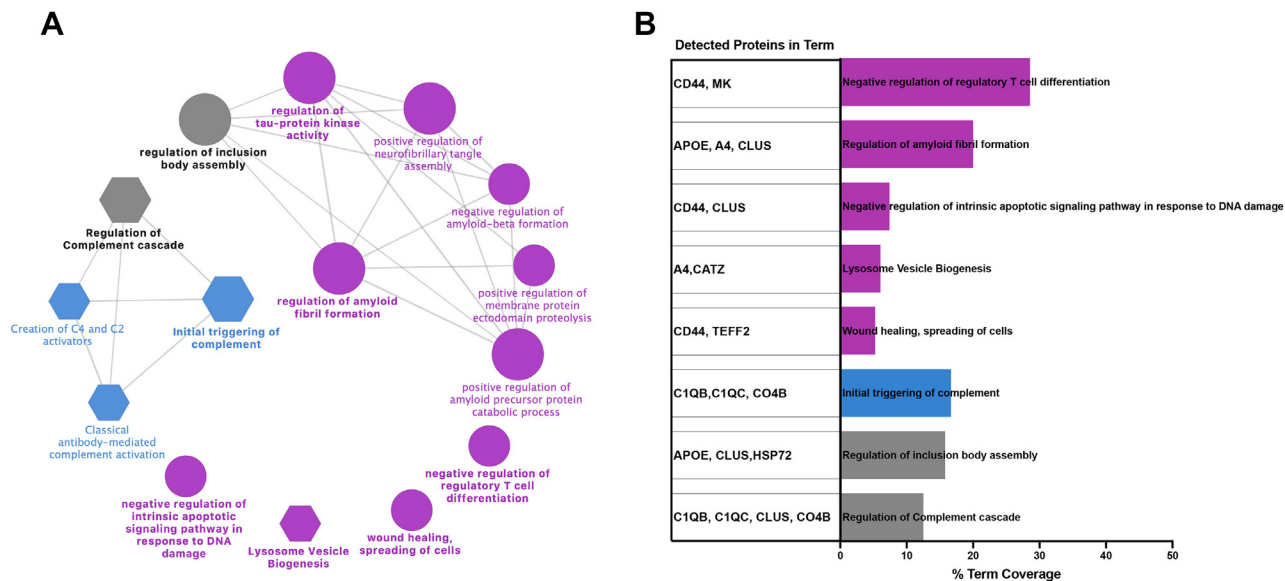 A
regulation of
tau-protein kinase
activity
positive regulation of
neurofibrillary tangle
assembly
regulation of inclusion
body assembly
negative regulation of
amyloid-beta formation
Regulation of
Complement cascade
regulation of amyloid
fibril formation
positive regulation of
membrane protein
ectodomain proteolysis
Creation of C4 and C2
activators
Initial triggering of
complement
positive regulation of
amyloid precursor protein
catabolic process
Classical
antibody-mediated
complement activation
negative regulation of
regulatory T cell
differentiation
negative regulation of
intrinsic apoptotic
signaling pathway in
response to DNA
damage
Lysosome Vesicle
Biogenesis
wound healing,
spreading of cells
B
Detected Proteins in Term
CD44, MK
Negative regulation of regulatory T cell differentiation
APOE, A4, CLUS
Regulation of amyloid fibril formation
CD44, CLUS
Negative regulation of intrinsic apoptotic signaling pathway in response to DNA damage
A4,CATZ
Lysosome Vesicle Biogenesis
CD44, TEFF2
Wound healing, spreading of cells
C1QB,C1QC, CO4B
Initial triggering of complement
APOE, CLUS,HSP72
Regulation of inclusion body assembly
C1QB, C1QC, CLUS, CO4B
Regulation of Complement cascade
0 10 20 30 40 50
% Term Coverage